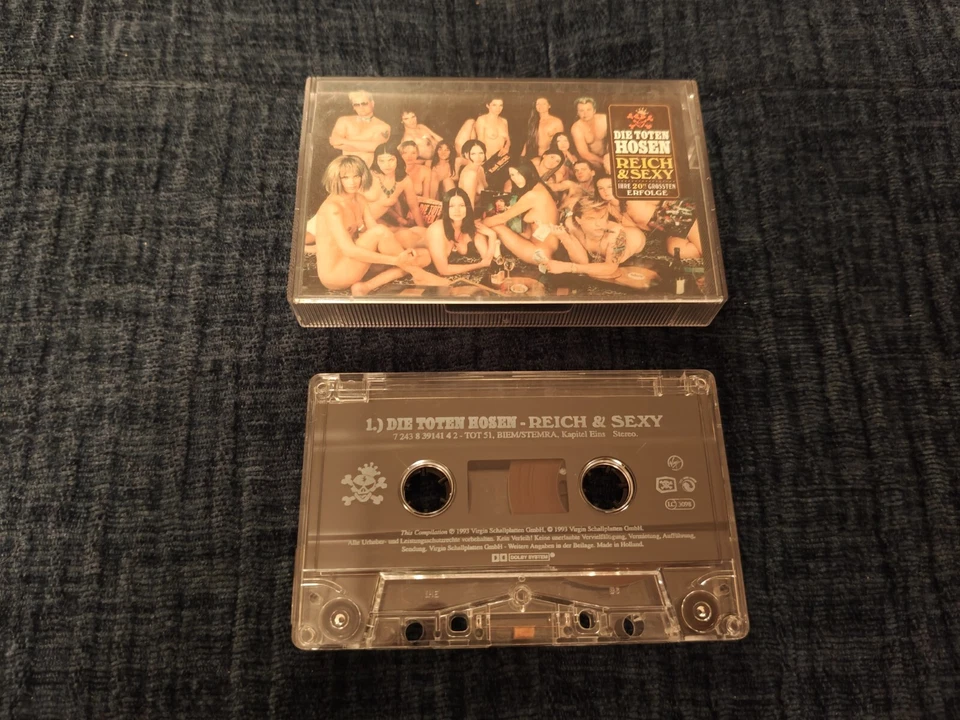 DIE TOTEN
HOSEN
REICH
& SEXY
IHRE 20 GRÖSSTEN
ERFOLGE
1.) DIE TOTEN HOSEN - REICH & SEXY
7 243 8 39141 4 2 - TOT 51, BIEM/STEMRA, Kapitel Eins Stereo.
This Compilation ℗ 1993 Virgin Schallplatten GmbH, © 1993 Virgin Schallplatten GmbH.
Alle Urheber- und Leistungsschutzrechte vorbehalten. Kein Verleih! Keine unerlaubte Vervielfältigung, Vermietung, Aufführung,
Sendung. Virgin Schallplatten GmbH - Weitere Angaben in der Beilage. Made in Holland.
DOLBY SYSTEM